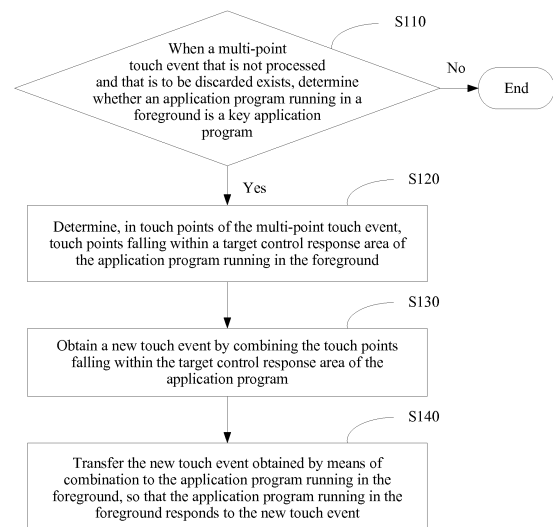 S110
When a multi-point
touch event that is not processed
and that is to be discarded exists, determine
whether an application program running in a
foreground is a key application
program
No
End
Yes
S120
Determine, in touch points of the multi-point touch event,
touch points falling within a target control response area of
the application program running in the foreground
S130
Obtain a new touch event by combining the touch points
falling within the target control response area of the
application program
S140
Transfer the new touch event obtained by means of
combination to the application program running in the
foreground, so that the application program running in the
foreground responds to the new touch event